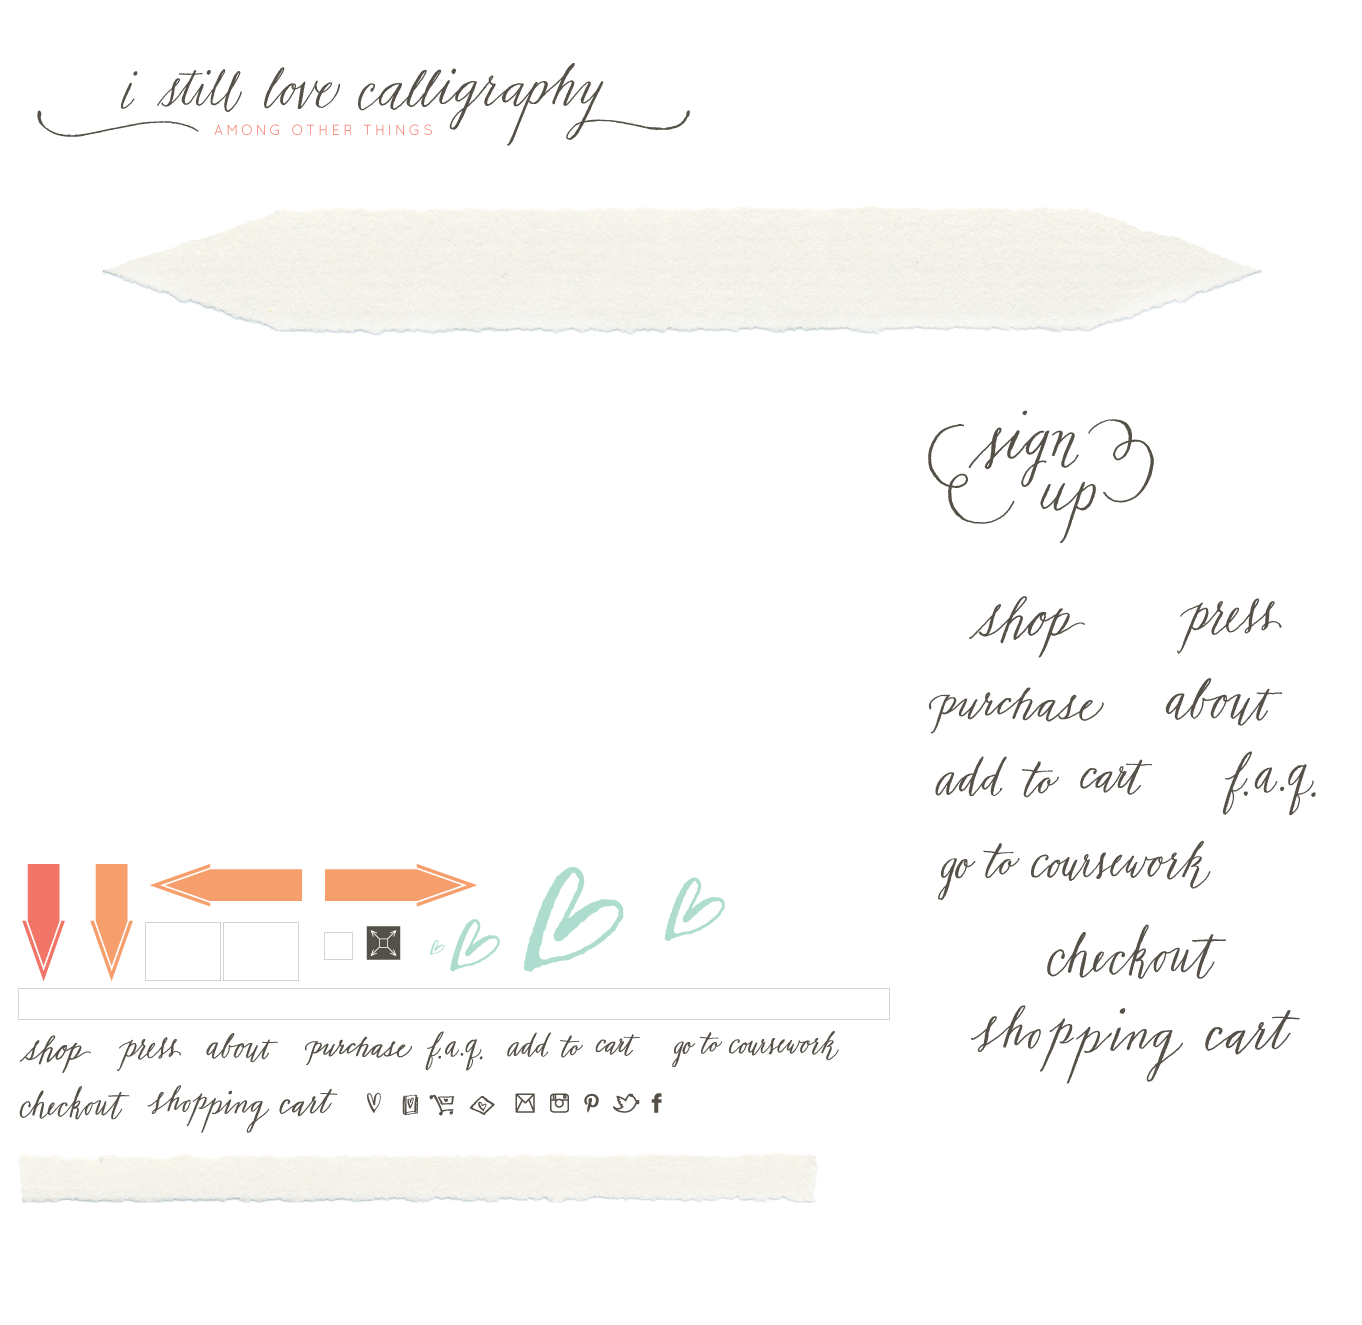 i still love calligraphy
AMONG OTHER THINGS
sign
up
shop press
purchase about
add to cart f.a.q.
go to coursework
checkout
shopping cart
shop press about purchase f.a.q. add to cart go to coursework
checkout shopping cart